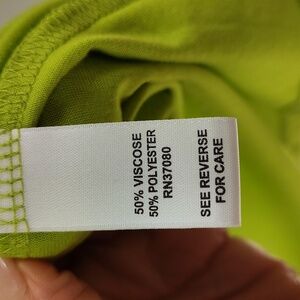 50% VISCOSE
50% POLYESTER
RN37080
SEE REVERSE
FOR CARE